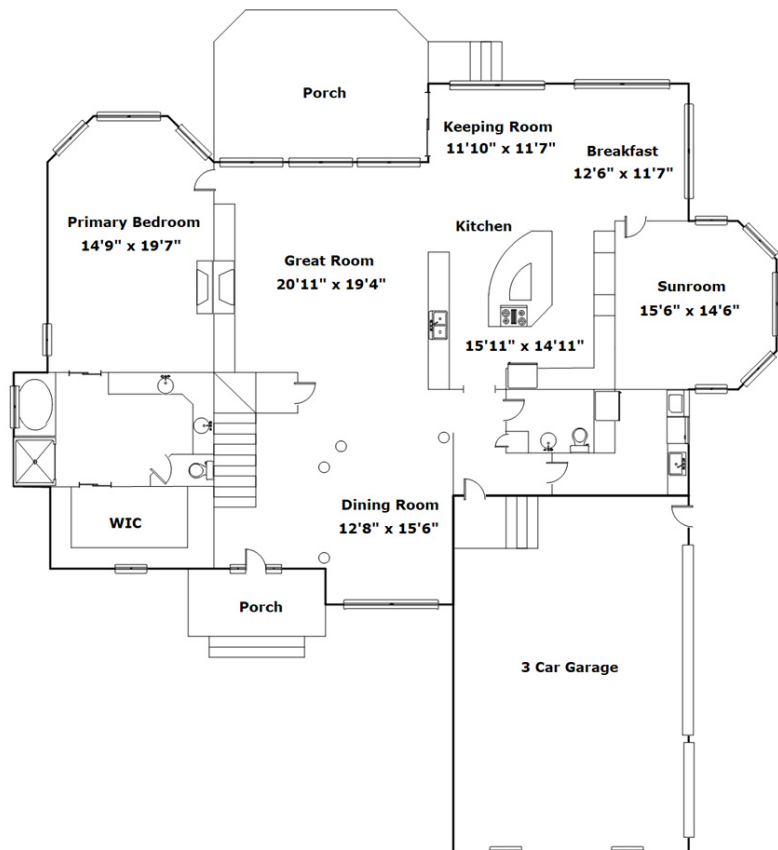 Porch
Keeping Room
11'10" x 11'7"
Breakfast
12'6" x 11'7"
Primary Bedroom
14'9" x 19'7"
Kitchen
Great Room
20'11" x 19'4"
Sunroom
15'6" x 14'6"
15'11" x 14'11"
Dining Room
12'8" x 15'6"
WIC
Porch
3 Car Garage